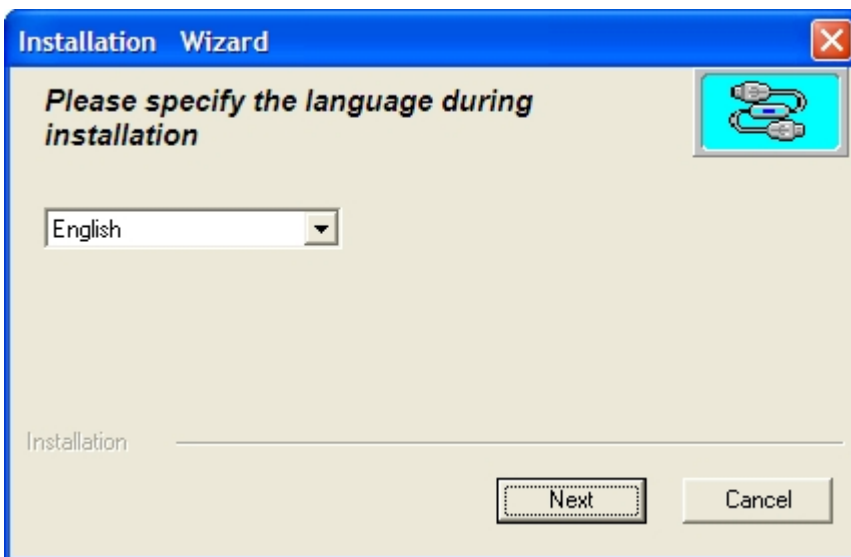 Installation Wizard
Please specify the language during
installation
English
Installation
Next
Cancel